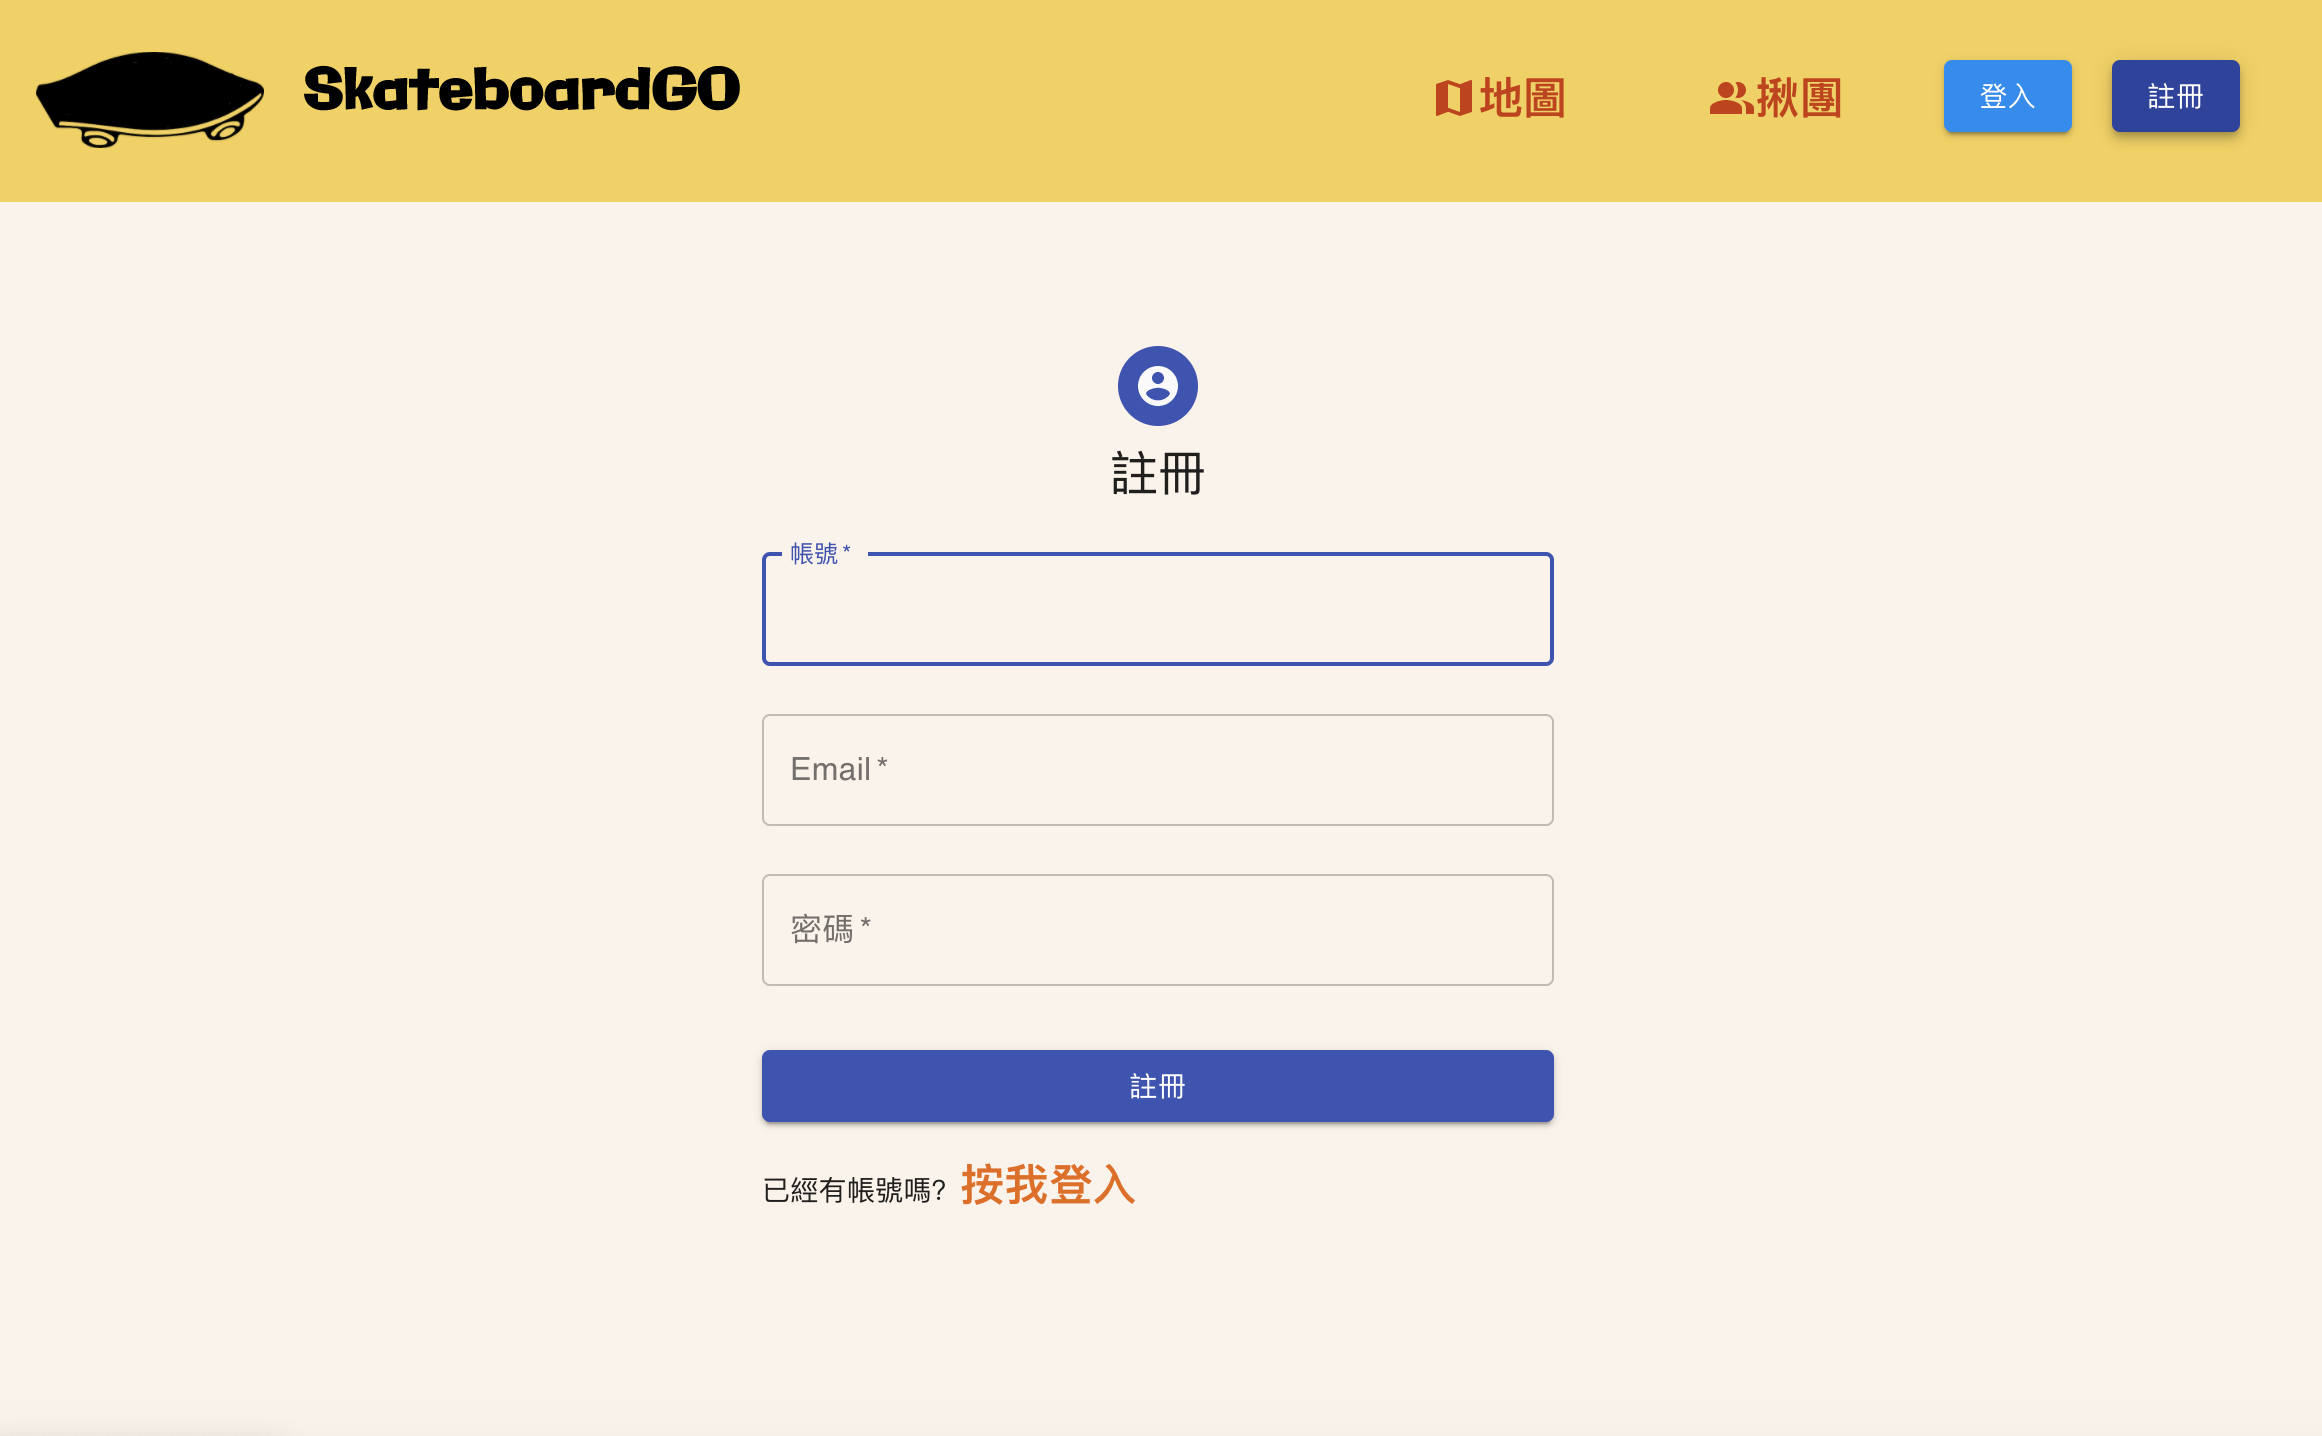 SkateboardGO
地圖
揪團
登入
註冊
註冊
帳號 *
Email *
密碼 *
註冊
已經有帳號嗎? 按我登入